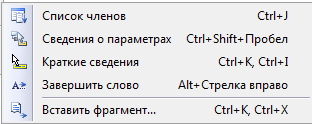 Список членов Ctrl+J
Сведения о параметрах Ctrl+Shift+Пробел
Краткие сведения Ctrl+K, Ctrl+I
Завершить слово Alt+Стрелка вправо
Вставить фрагмент... Ctrl+K, Ctrl+X